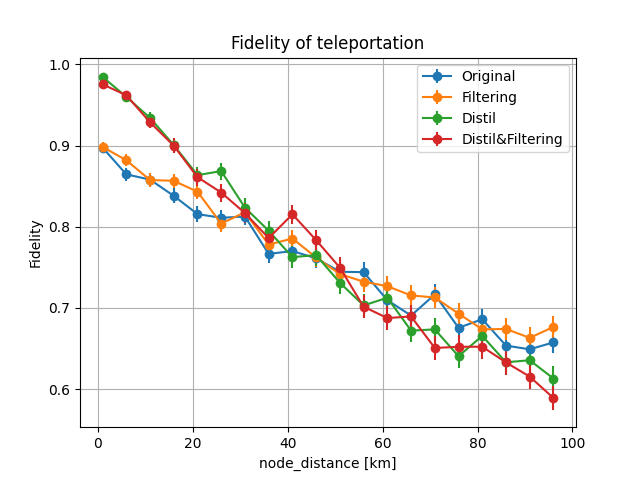 Fidelity of teleportation
Original
Filtering
Distil
Distil&Filtering
1.0
0.9
0.8
0.7
0.6
Fidelity
0 20 40 60 80 100
node_distance [km]